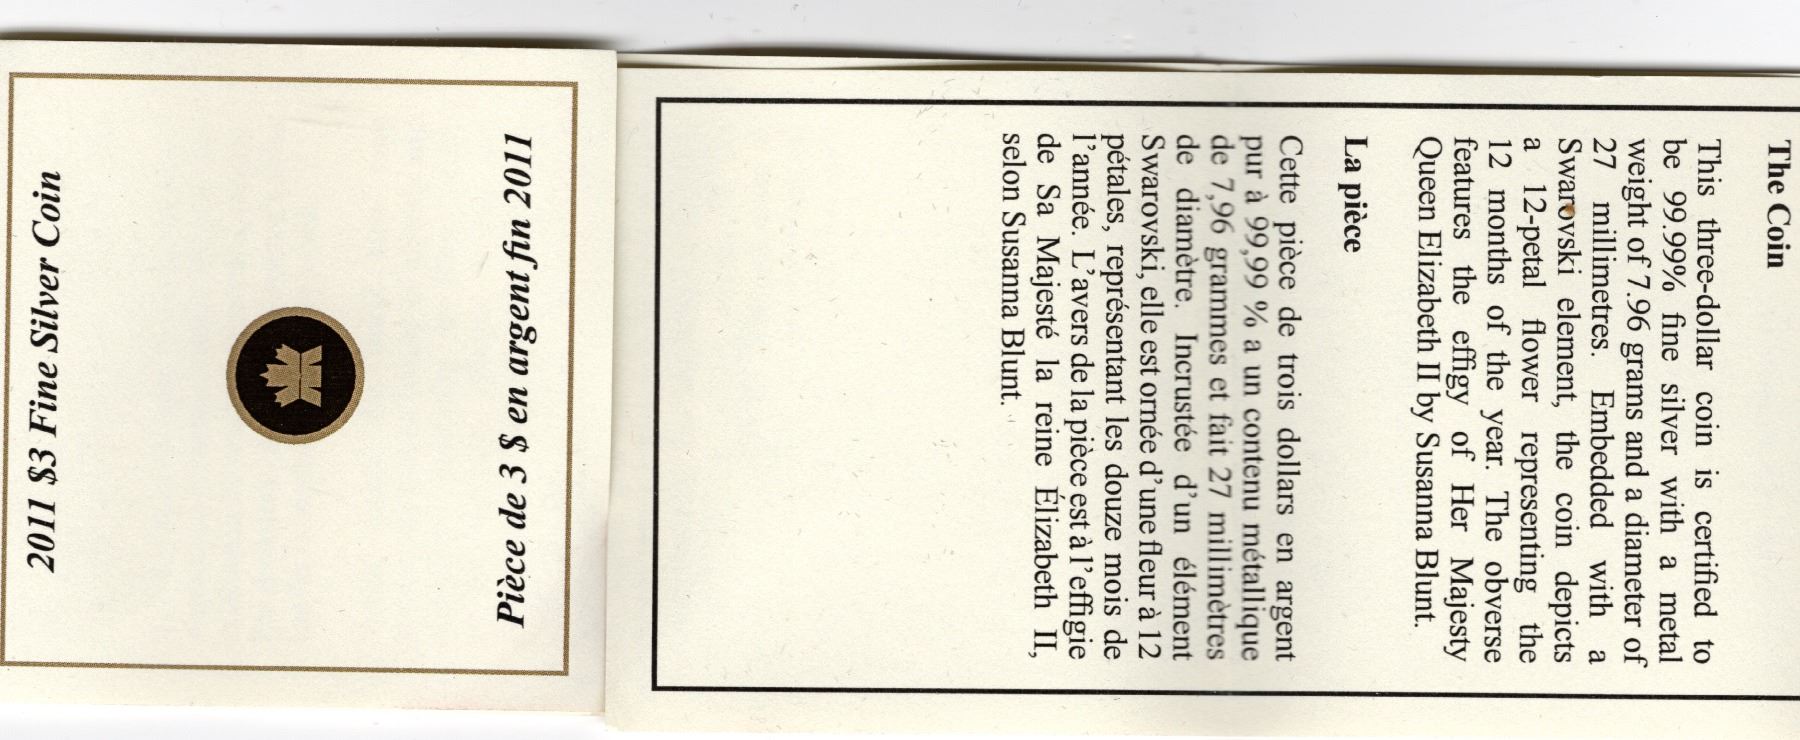 The Coin
This three-dollar coin is certified to
be 99.99% fine silver with a metal
weight of 7.96 grams and a diameter of
27 millimetres. Embedded with a
Swarovski element, the coin depicts
a 12-petal flower representing the
12 months of the year. The obverse
features the effigy of Her Majesty
Queen Elizabeth II by Susanna Blunt.
La pièce
Cette pièce de trois dollars en argent
pur à 99,99 % a un contenu métallique
de 7,96 grammes et fait 27 millimètres
de diamètre. Incrustée d'un élément
Swarovski, elle est ornée d'une fleur à 12
pétales, représentant les douze mois de
l'année. L'avers de la pièce est à l'effigie
de Sa Majesté la reine Élizabeth II,
selon Susanna Blunt.
2011 $3 Fine Silver Coin
Pièce de 3 $ en argent fin 2011